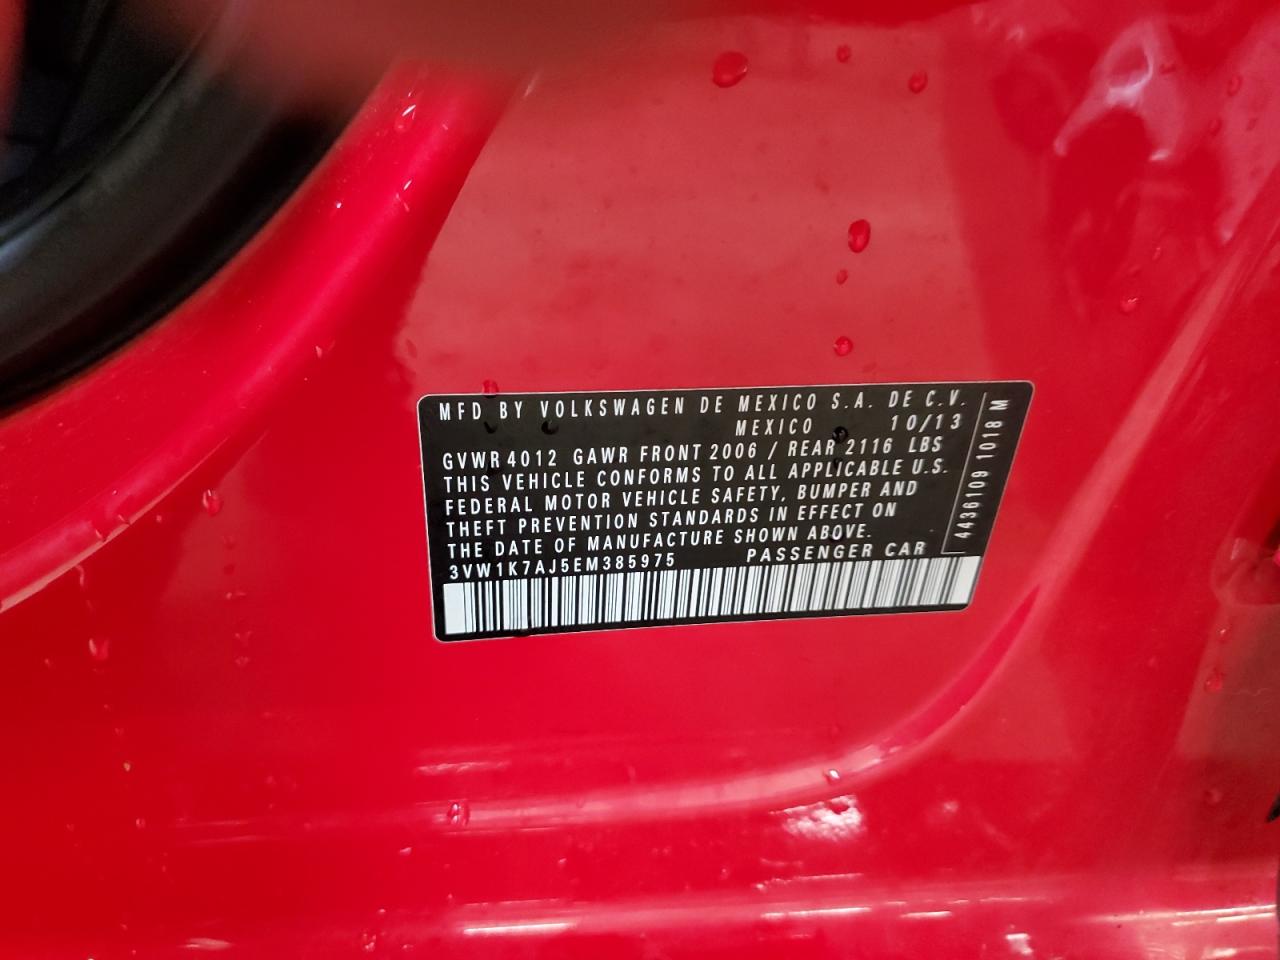 MFD BY VOLKSWAGEN DE MEXICO S.A. DE C.V.
MEXICO 10/13
GVWR 4012 GAWR FRONT 2006 / REAR 2116 LBS
THIS VEHICLE CONFORMS TO ALL APPLICABLE U.S.
FEDERAL MOTOR VEHICLE SAFETY, BUMPER AND
THEFT PREVENTION STANDARDS IN EFFECT ON
THE DATE OF MANUFACTURE SHOWN ABOVE.
3VW1K7AJ5EM385975 PASSENGER CAR
4436109 1018 M